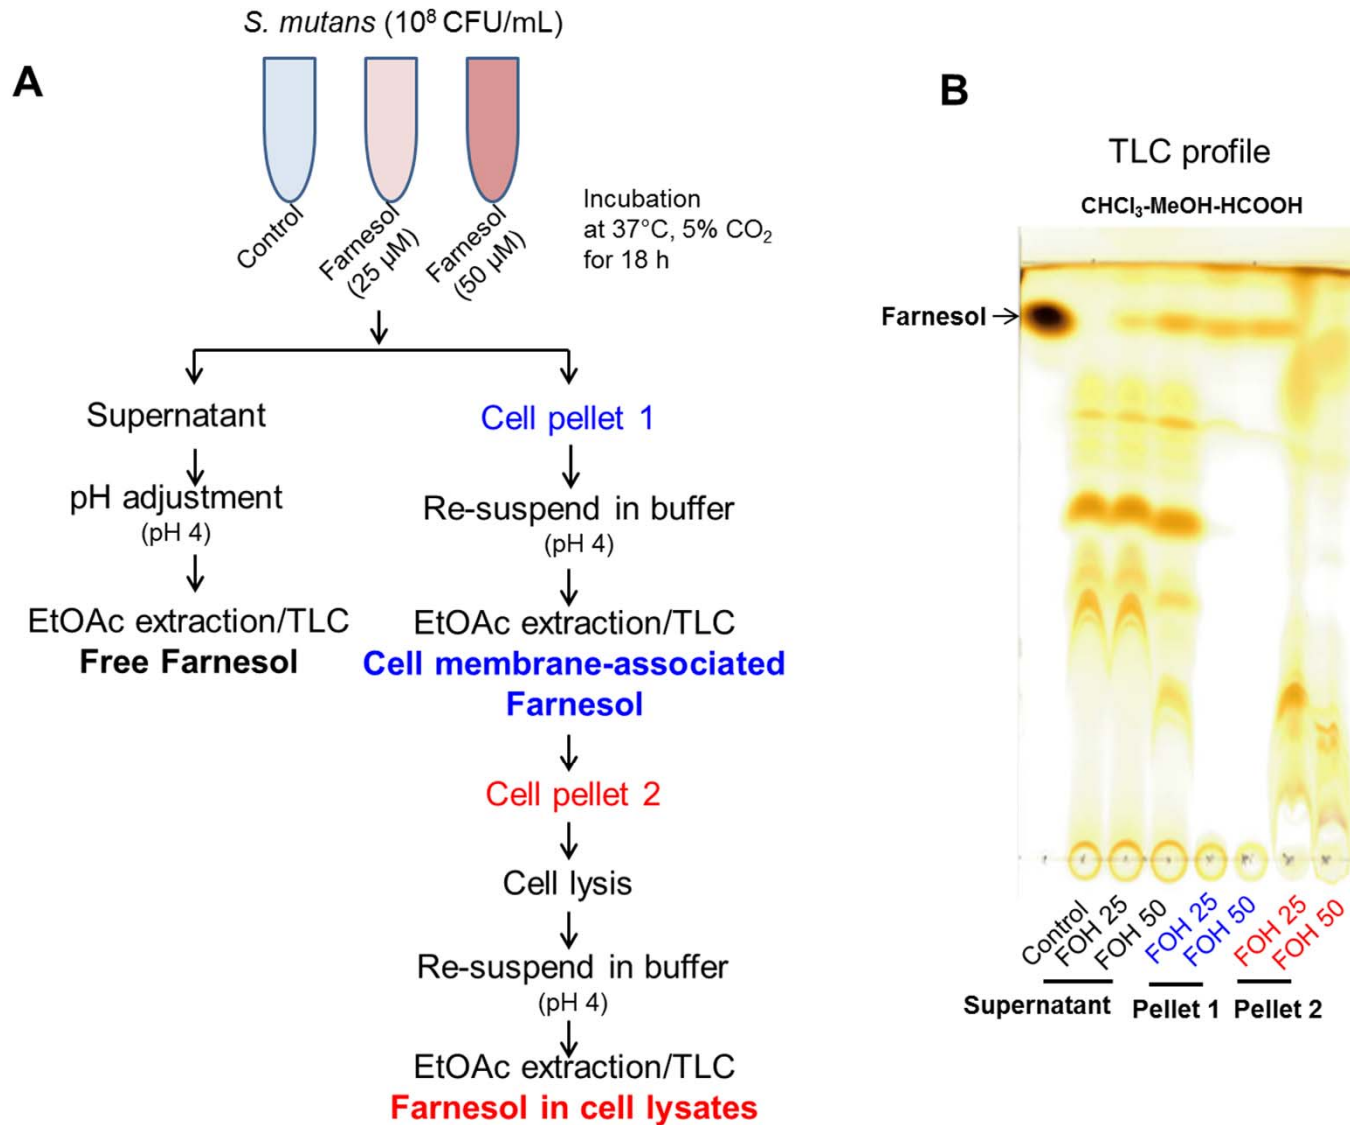 A
S. mutans (10⁸ CFU/mL)
Control
Farnesol
(25 µM)
Farnesol
(50 µM)
Incubation
at 37°C, 5% CO₂
for 18 h
Supernatant
pH adjustment
(pH 4)
EtOAc extraction/TLC
Free Farnesol
Cell pellet 1
Re-suspend in buffer
(pH 4)
EtOAc extraction/TLC
Cell membrane-associated
Farnesol
Cell pellet 2
Cell lysis
Re-suspend in buffer
(pH 4)
EtOAc extraction/TLC
Farnesol in cell lysates
B
TLC profile
CHCl₃-MeOH-HCOOH
Farnesol
Control
FOH 25
FOH 50
FOH 25
FOH 50
FOH 25
FOH 50
Supernatant
Pellet 1
Pellet 2